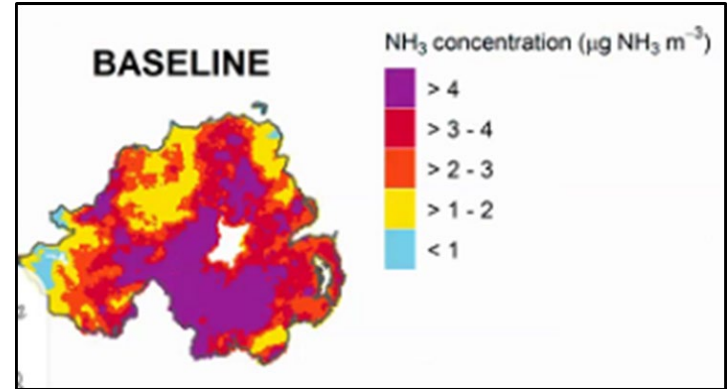 BASELINE
NH₃ concentration (µg NH₃ m⁻³)
> 4
> 3 - 4
> 2 - 3
> 1 - 2
< 1